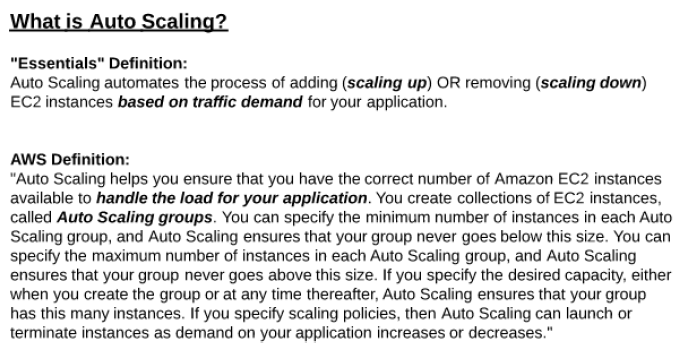 What is Auto Scaling?
"Essentials" Definition:
Auto Scaling automates the process of adding (scaling up) OR removing (scaling down)
EC2 instances based on traffic demand for your application.
AWS Definition:
"Auto Scaling helps you ensure that you have the correct number of Amazon EC2 instances
available to handle the load for your application. You create collections of EC2 instances,
called Auto Scaling groups. You can specify the minimum number of instances in each Auto
Scaling group, and Auto Scaling ensures that your group never goes below this size. You can
specify the maximum number of instances in each Auto Scaling group, and Auto Scaling
ensures that your group never goes above this size. If you specify the desired capacity, either
when you create the group or at any time thereafter, Auto Scaling ensures that your group
has this many instances. If you specify scaling policies, then Auto Scaling can launch or
terminate instances as demand on your application increases or decreases."